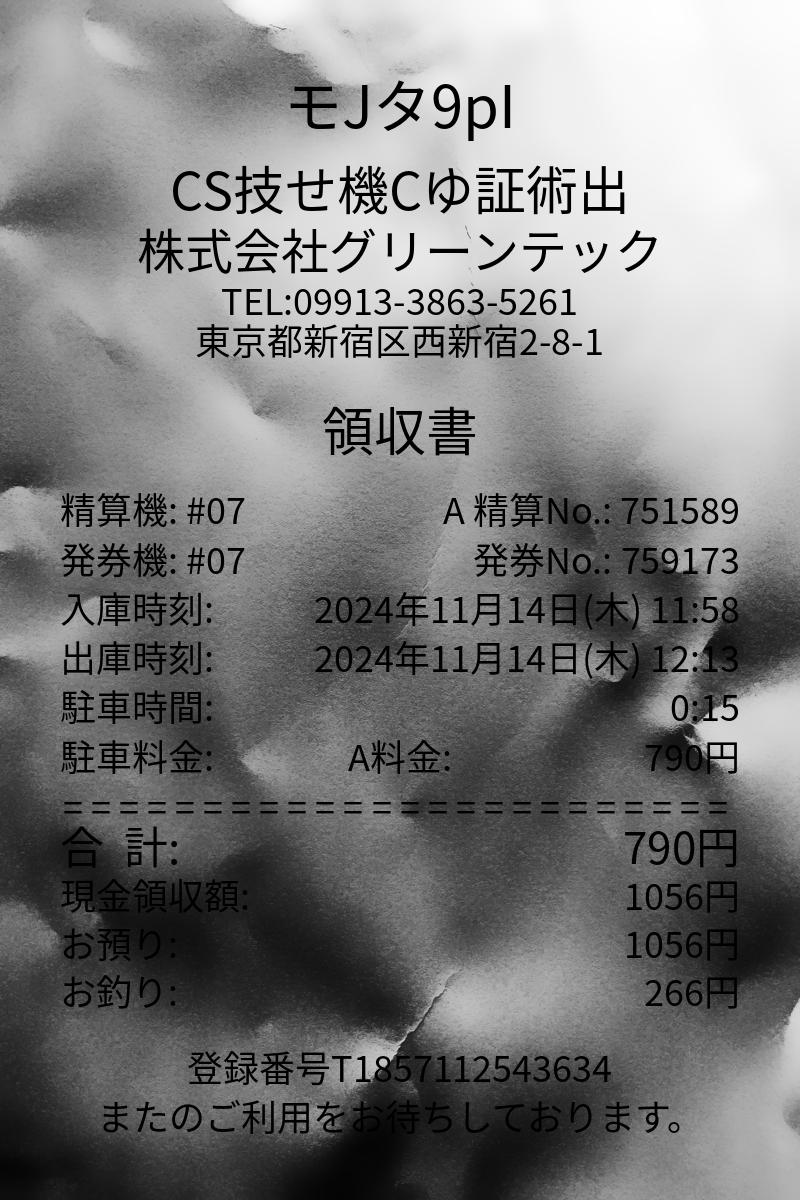 モJタ9pl
CS技せ機Cゆ証術出
株式会社グリーンテック
TEL:09913-3863-5261
東京都新宿区西新宿2-8-1
領収書
精算機: #07 A 精算No.: 751589
発券機: #07 発券No.: 759173
入庫時刻: 2024年11月14日(木) 11:58
出庫時刻: 2024年11月14日(木) 12:13
駐車時間: 0:15
駐車料金: A料金: 790円
========================
合 計: 790円
現金領収額: 1056円
お預り: 1056円
お釣り: 266円
登録番号T1857112543634
またのご利用をお待ちしております。